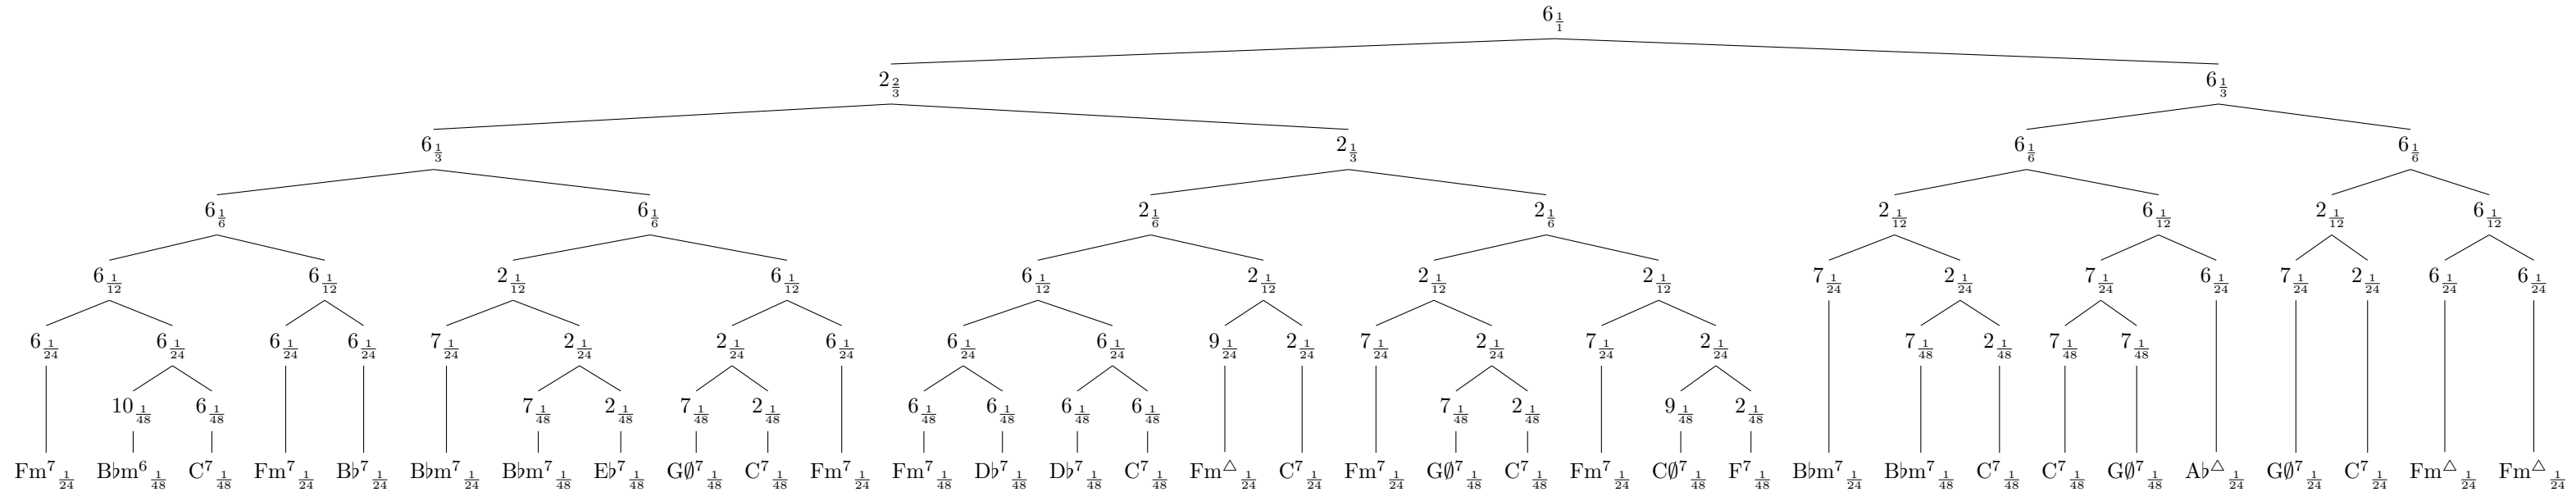 6 1/1
2 2/3 6 1/3
6 1/3 2 1/3 6 1/6 6 1/6
6 1/6 6 1/6 2 1/6 2 1/6 2 1/12 6 1/12 2 1/12 6 1/12
6 1/12 6 1/12 2 1/12 6 1/12 6 1/12 2 1/12 2 1/12 2 1/12 7 1/24 2 1/24 7 1/24 6 1/24 7 1/24 2 1/24 6 1/24 6 1/24
6 1/24 6 1/24 6 1/24 6 1/24 7 1/24 2 1/24 2 1/24 6 1/24 6 1/24 6 1/24 9 1/24 2 1/24 7 1/24 2 1/24 7 1/24 2 1/24 7 1/48 2 1/48 7 1/48 7 1/48
10 1/48 6 1/48 7 1/48 2 1/48 7 1/48 2 1/48 6 1/48 6 1/48 6 1/48 6 1/48 7 1/48 2 1/48 9 1/48 2 1/48
Fm⁷ 1/24 B♭m⁶ 1/48 C⁷ 1/48 Fm⁷ 1/24 B♭⁷ 1/24 B♭m⁷ 1/24 B♭m⁷ 1/48 E♭⁷ 1/48 G∅⁷ 1/48 C⁷ 1/48 Fm⁷ 1/24 Fm⁷ 1/48 D♭⁷ 1/48 D♭⁷ 1/48 C⁷ 1/48 Fm△ 1/24 C⁷ 1/24 Fm⁷ 1/24 G∅⁷ 1/48 C⁷ 1/48 Fm⁷ 1/24 C∅⁷ 1/48 F⁷ 1/48 B♭m⁷ 1/24 B♭m⁷ 1/48 C⁷ 1/48 C⁷ 1/48 G∅⁷ 1/48 A♭△ 1/24 G∅⁷ 1/24 C⁷ 1/24 Fm△ 1/24 Fm△ 1/24